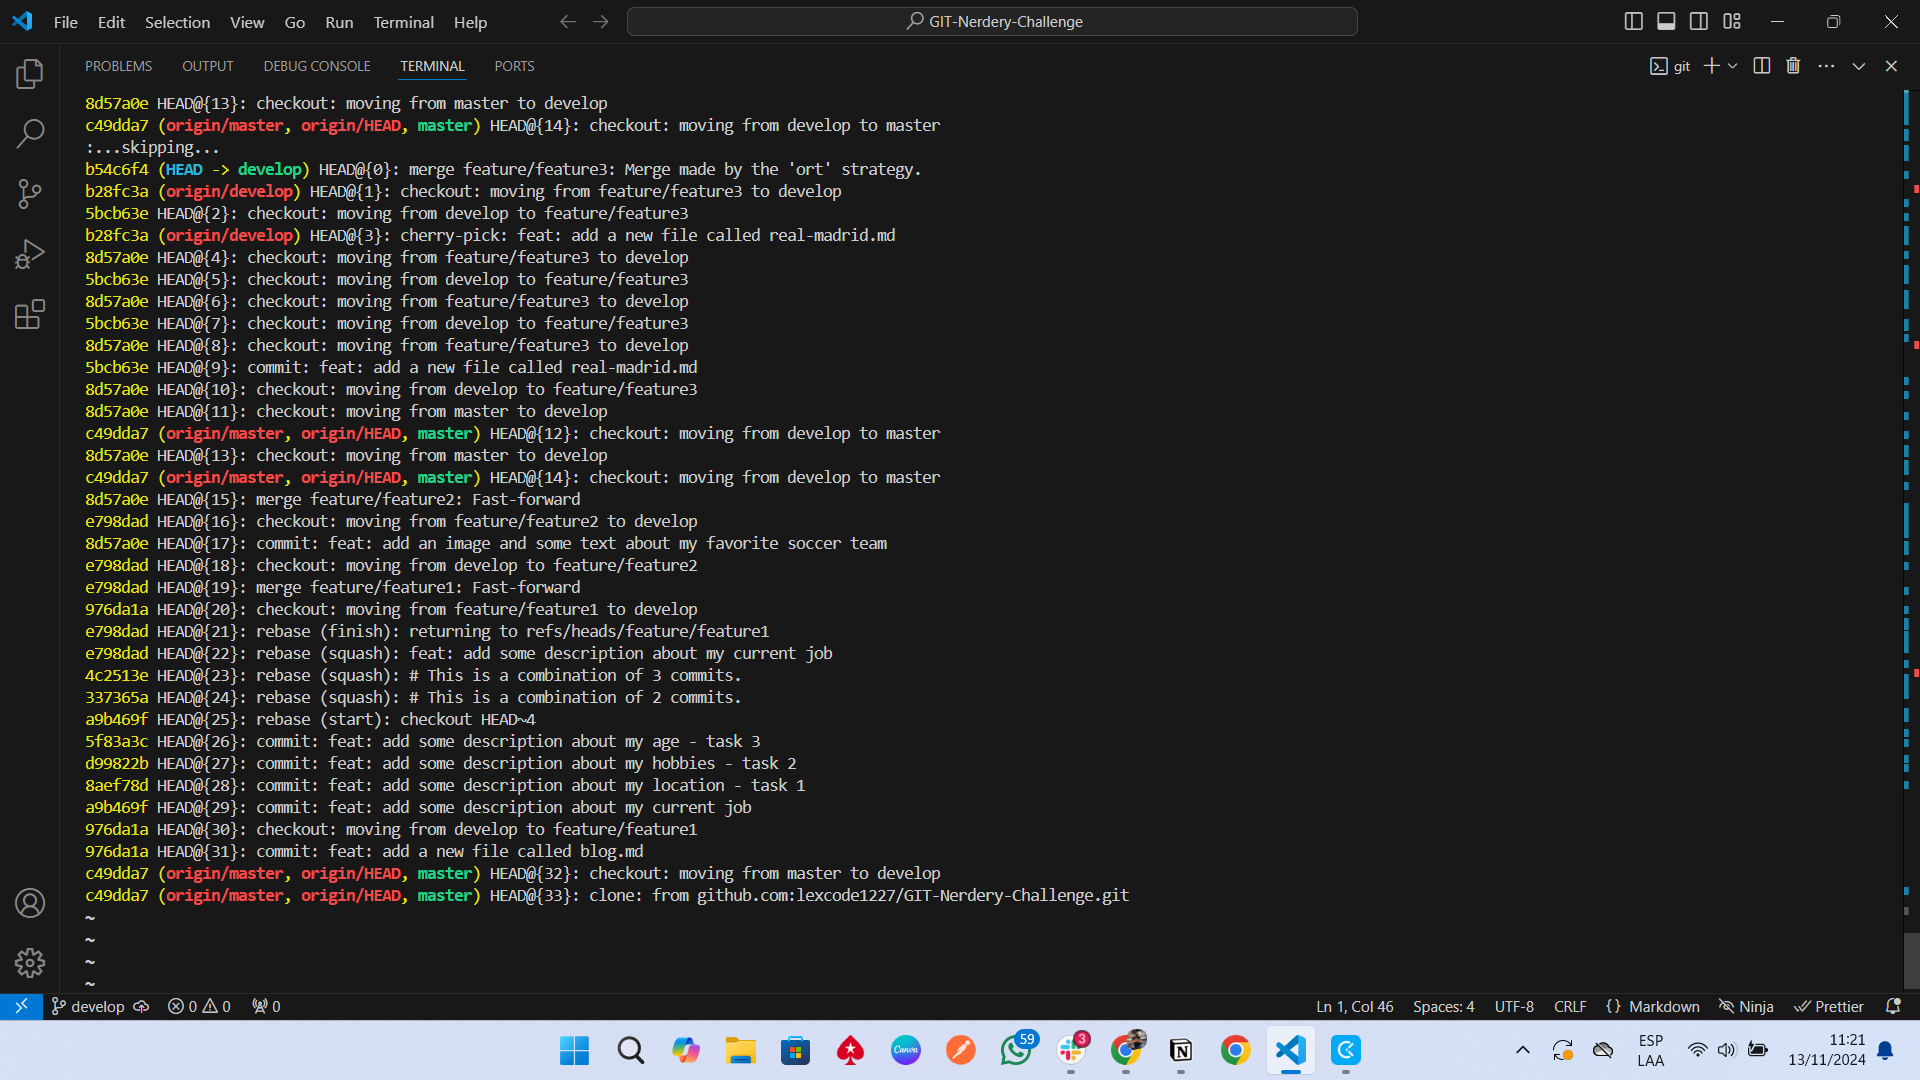 File Edit Selection View Go Run Terminal Help GIT-Nerdery-Challenge
PROBLEMS OUTPUT DEBUG CONSOLE TERMINAL PORTS git
8d57a0e HEAD@{13}: checkout: moving from master to develop
c49dda7 (origin/master, origin/HEAD, master) HEAD@{14}: checkout: moving from develop to master
:...skipping...
b54c6f4 (HEAD -> develop) HEAD@{0}: merge feature/feature3: Merge made by the 'ort' strategy.
b28fc3a (origin/develop) HEAD@{1}: checkout: moving from feature/feature3 to develop
5bcb63e HEAD@{2}: checkout: moving from develop to feature/feature3
b28fc3a (origin/develop) HEAD@{3}: cherry-pick: feat: add a new file called real-madrid.md
8d57a0e HEAD@{4}: checkout: moving from feature/feature3 to develop
5bcb63e HEAD@{5}: checkout: moving from develop to feature/feature3
8d57a0e HEAD@{6}: checkout: moving from feature/feature3 to develop
5bcb63e HEAD@{7}: checkout: moving from develop to feature/feature3
8d57a0e HEAD@{8}: checkout: moving from feature/feature3 to develop
5bcb63e HEAD@{9}: commit: feat: add a new file called real-madrid.md
8d57a0e HEAD@{10}: checkout: moving from develop to feature/feature3
8d57a0e HEAD@{11}: checkout: moving from master to develop
c49dda7 (origin/master, origin/HEAD, master) HEAD@{12}: checkout: moving from develop to master
8d57a0e HEAD@{13}: checkout: moving from master to develop
c49dda7 (origin/master, origin/HEAD, master) HEAD@{14}: checkout: moving from develop to master
8d57a0e HEAD@{15}: merge feature/feature2: Fast-forward
e798dad HEAD@{16}: checkout: moving from feature/feature2 to develop
8d57a0e HEAD@{17}: commit: feat: add an image and some text about my favorite soccer team
e798dad HEAD@{18}: checkout: moving from develop to feature/feature2
e798dad HEAD@{19}: merge feature/feature1: Fast-forward
976da1a HEAD@{20}: checkout: moving from feature/feature1 to develop
e798dad HEAD@{21}: rebase (finish): returning to refs/heads/feature/feature1
e798dad HEAD@{22}: rebase (squash): feat: add some description about my current job
4c2513e HEAD@{23}: rebase (squash): # This is a combination of 3 commits.
337365a HEAD@{24}: rebase (squash): # This is a combination of 2 commits.
a9b469f HEAD@{25}: rebase (start): checkout HEAD~4
5f83a3c HEAD@{26}: commit: feat: add some description about my age - task 3
d99822b HEAD@{27}: commit: feat: add some description about my hobbies - task 2
8aef78d HEAD@{28}: commit: feat: add some description about my location - task 1
a9b469f HEAD@{29}: commit: feat: add some description about my current job
976da1a HEAD@{30}: checkout: moving from develop to feature/feature1
976da1a HEAD@{31}: commit: feat: add a new file called blog.md
c49dda7 (origin/master, origin/HEAD, master) HEAD@{32}: checkout: moving from master to develop
c49dda7 (origin/master, origin/HEAD, master) HEAD@{33}: clone: from github.com:lexcode1227/GIT-Nerdery-Challenge.git
~
~
~
~
develop 0 0 0 Ln 1, Col 46 Spaces: 4 UTF-8 CRLF {} Markdown Ninja Prettier
Canva 59 3 ESP 11:21
LAA 13/11/2024